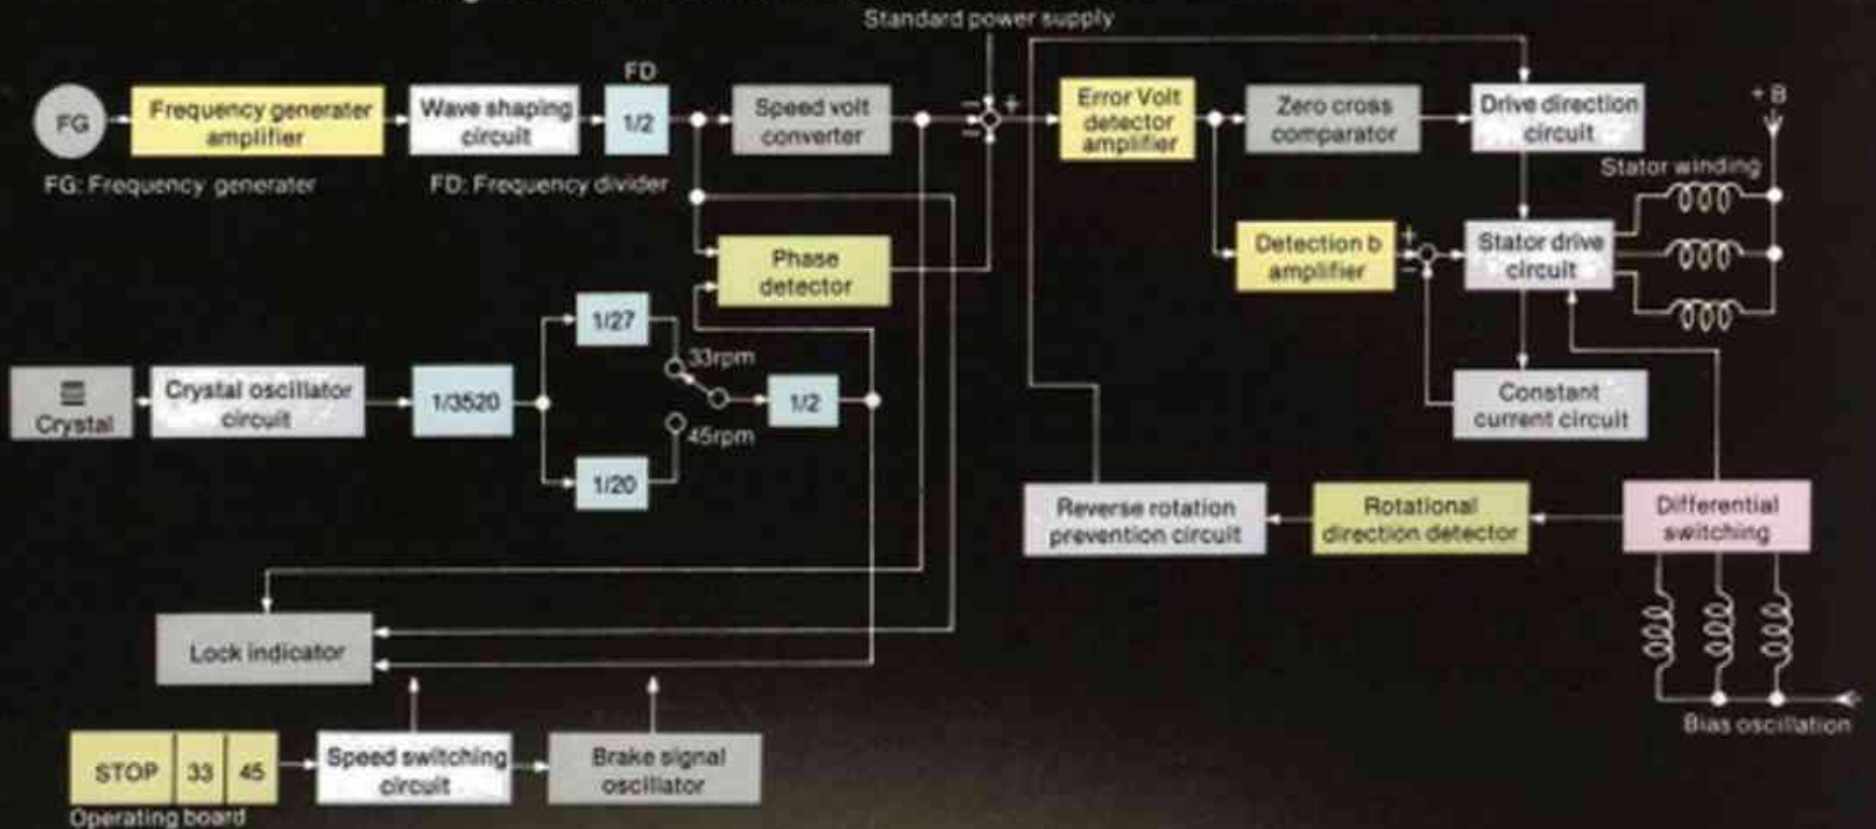 Standard power supply
FD
FG
Frequency generater
amplifier
Wave shaping
circuit
1/2
Speed volt
converter
−
+
−
Error Volt
detector
amplifier
Zero cross
comparator
Drive direction
circuit
+ B
FG: Frequency generater
FD: Frequency divider
Stator winding
Phase
detector
Detection b
amplifier
+
−
Stator drive
circuit
1/27
33rpm
Crystal
Crystal oscillator
circuit
1/3520
1/2
45rpm
1/20
Constant
current circuit
Reverse rotation
prevention circuit
Rotational
direction detector
Differential
switching
Lock indicator
Bias oscillation
STOP 33 45
Speed switching
circuit
Brake signal
oscillator
Operating board